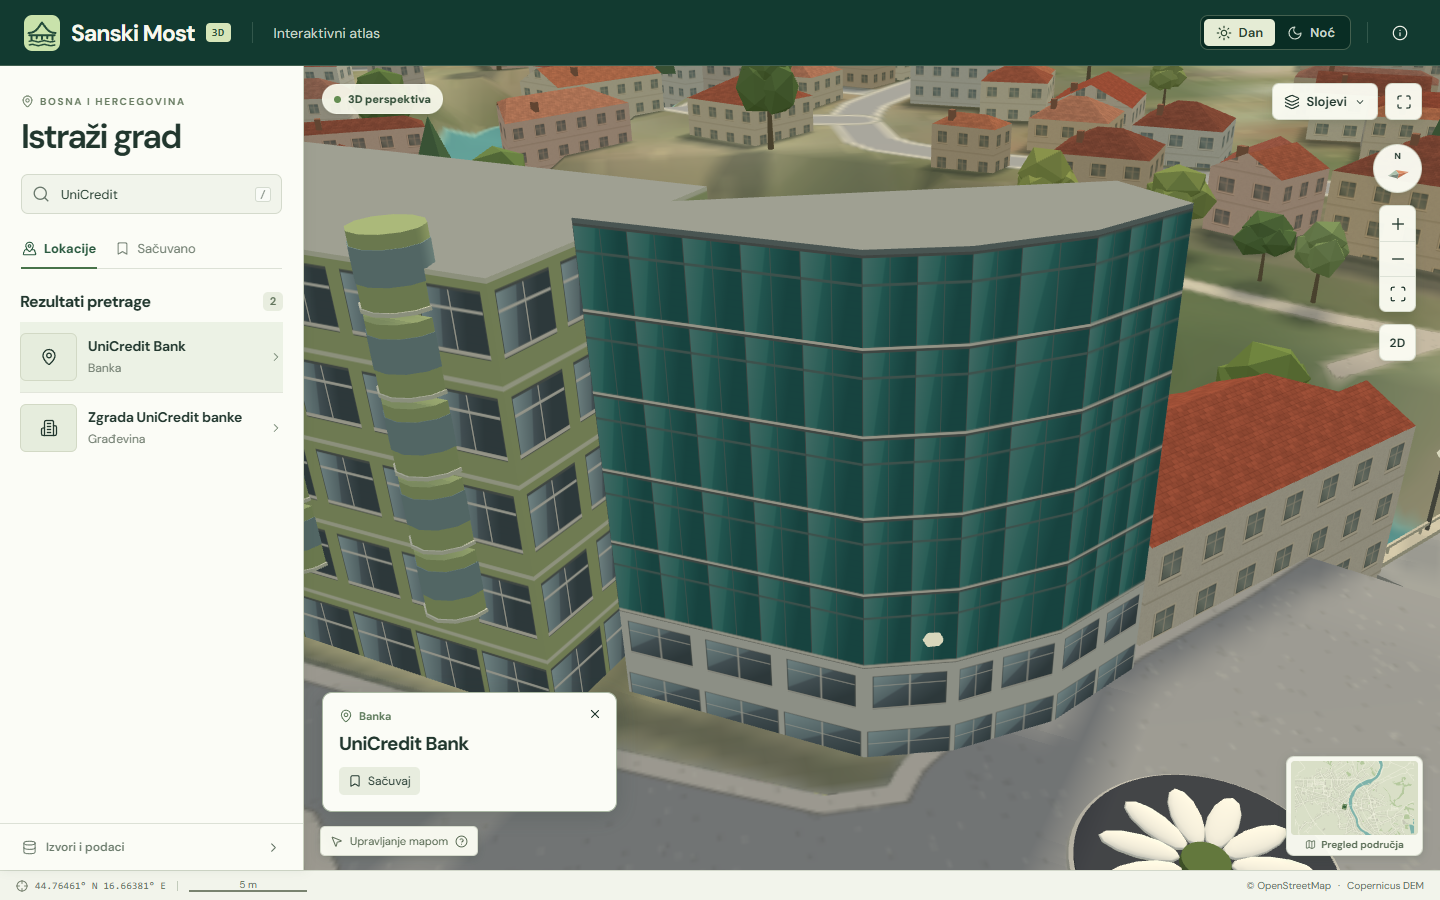 Sanski Most
3D
Interaktivni atlas
Dan
Noć
BOSNA I HERCEGOVINA
Istraži grad
UniCredit
/
Lokacije
Sačuvano
Rezultati pretrage
2
UniCredit Bank
Banka
Zgrada UniCredit banke
Građevina
Izvori i podaci
3D perspektiva
Slojevi
N
2D
Banka
UniCredit Bank
Sačuvaj
Upravljanje mapom
Pregled područja
44.76461° N 16.66381° E
5 m
© OpenStreetMap · Copernicus DEM